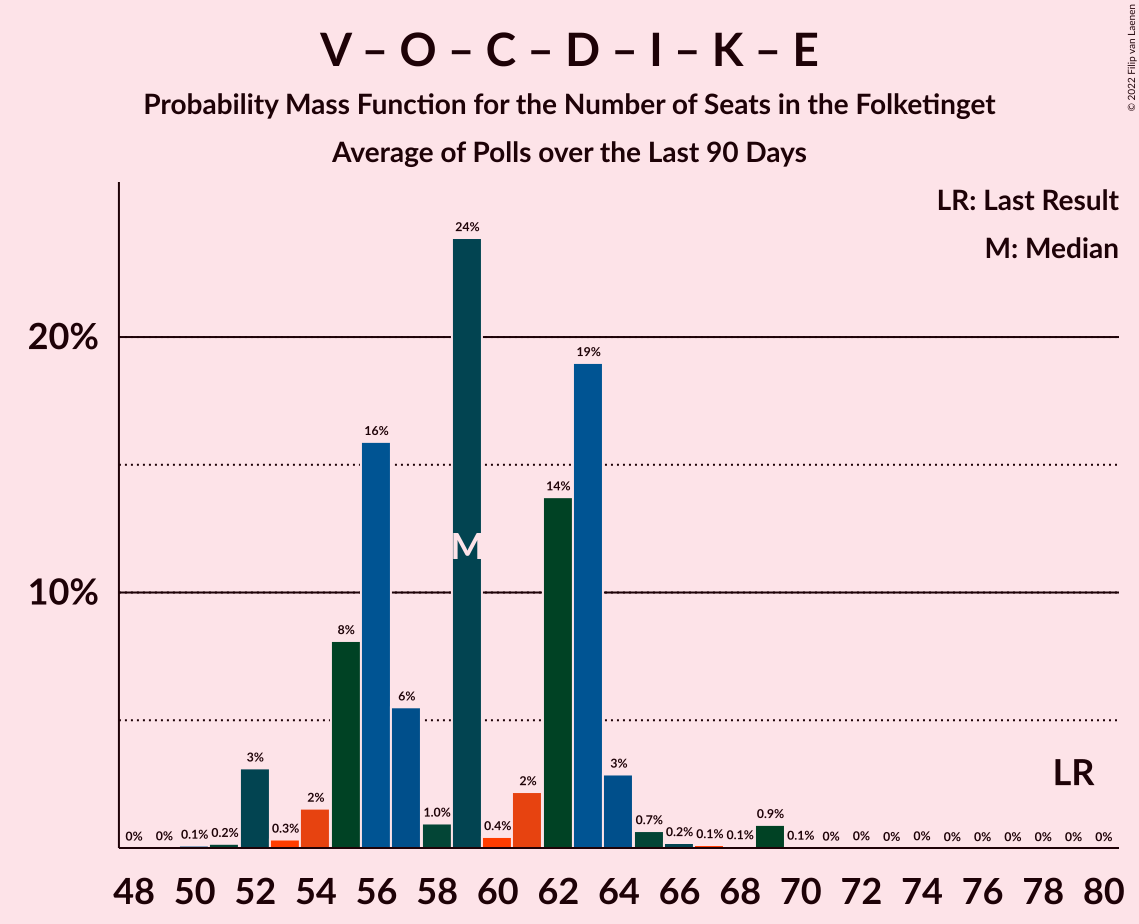 V – O – C – D – I – K – E
Probability Mass Function for the Number of Seats in the Folketinget
Average of Polls over the Last 90 Days
© 2022 Filip van Laenen
LR: Last Result
M: Median
20%
10%
0% 0% 0.1% 0.2% 3% 0.3% 2% 8% 16% 6% 1.0% 24% 0.4% 2% 14% 19% 3% 0.7% 0.2% 0.1% 0.1% 0.9% 0.1% 0% 0% 0% 0% 0% 0% 0% 0% 0% 0%
M
LR
48 50 52 54 56 58 60 62 64 66 68 70 72 74 76 78 80